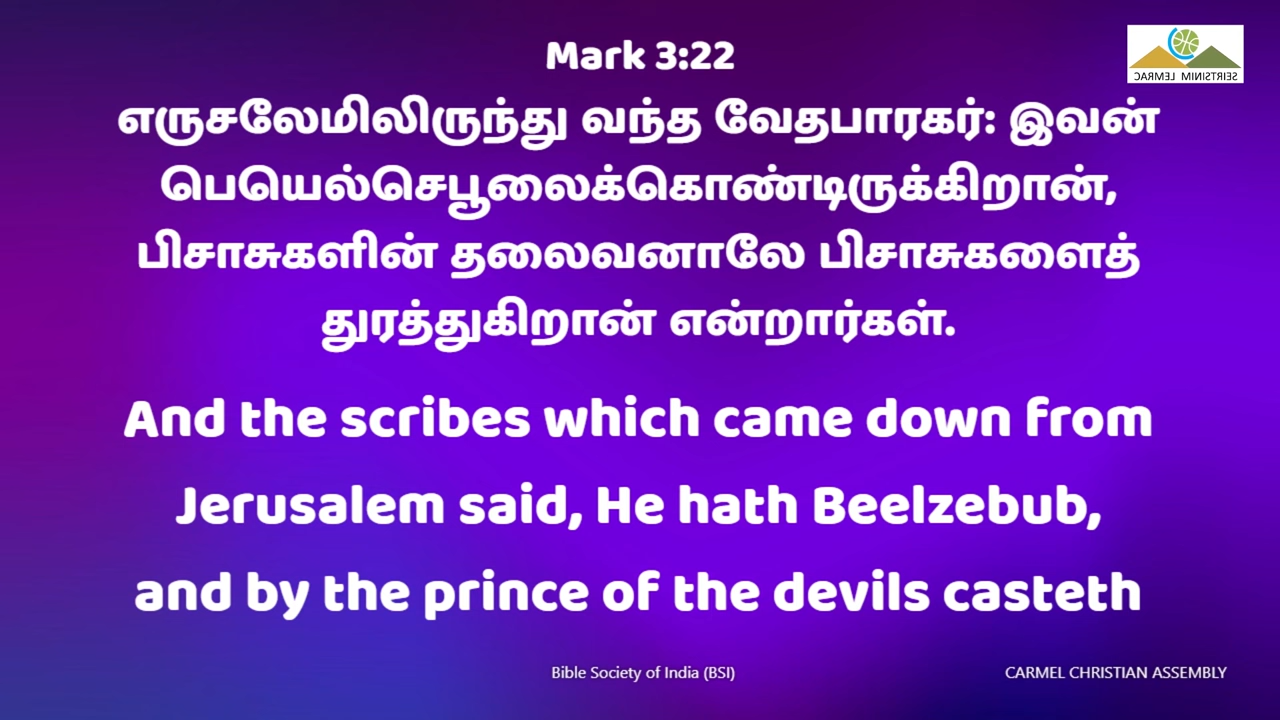 Mark 3:22
எருசலேமிலிருந்து வந்த வேதபாரகர்: இவன்
பெயெல்செபூலைக்கொண்டிருக்கிறான்,
பிசாசுகளின் தலைவனாலே பிசாசுகளைத்
துரத்துகிறான் என்றார்கள்.
And the scribes which came down from
Jerusalem said, He hath Beelzebub,
and by the prince of the devils casteth
Bible Society of India (BSI)
CARMEL CHRISTIAN ASSEMBLY